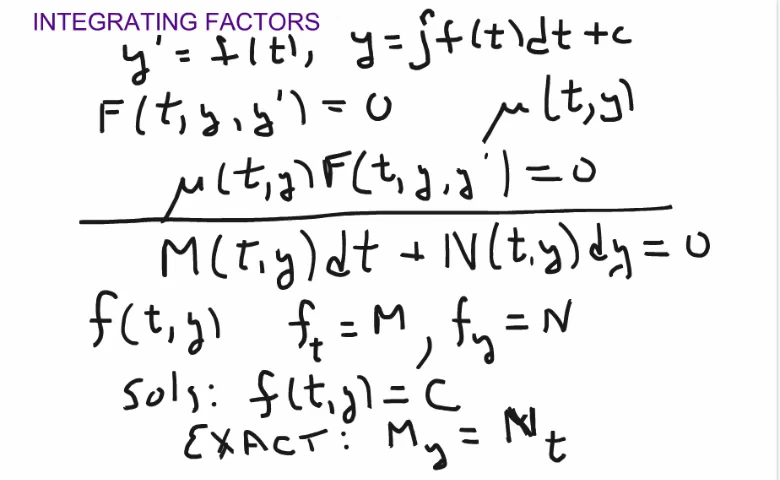 INTEGRATING FACTORS
y' = f(t), y = ∫f(t)dt + c
F(t,y,y') = 0 μ(t,y)
μ(t,y)F(t,y,y') = 0
M(t,y)dt + N(t,y)dy = 0
f(t,y) f_t = M, f_y = N
Sols: f(t,y) = C
EXACT: M_y = N_t